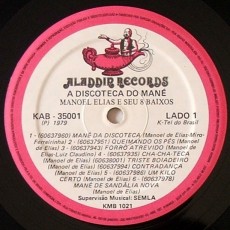 ALADDIN RECORDS
A DISCOTECA DO MANÉ
MANOEL ELIAS E SEU 8 BAIXOS
KAB - 35001
LADO 1
(P) 1979
K-Tel do Brasil
1 - (60637960) MANÉ DA DISCOTECA (Manoel de Elias-Miro-
Ferreirinha) 2 - (60637961) QUEIMANDO OS PÉS (Manoel de
Elias) 3 - (60637943) FORRÓ ATREVIDO (Manoel de
Elias-Luiz Claudino) 4 - (60637935) CHA-CHA-TECA
(Manoel de Elias) 5 - (60638001) TRISTE BOIADEIRO
(Manoel de Elias) 6 - (60637994) CONTRADANÇA
(Manoel de Elias) 7 - (60637986) UM KILO
CERTO (Manoel de Elias) 8 - (60637978)
MANÉ DE SANDÁLIA NOVA
(Manoel de Elias)
Supervisão Musical: SEMLA
KMB 1021